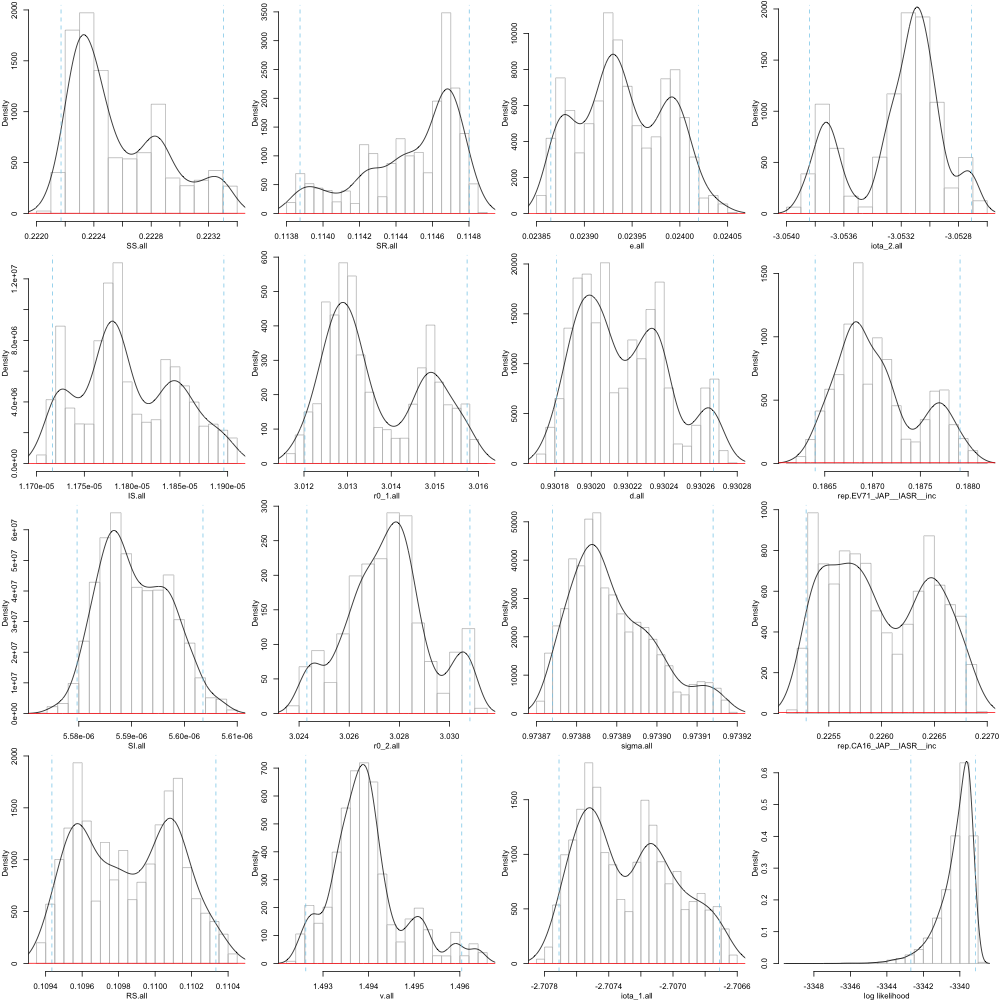 Density
0 500 1000 1500 2000
0.2220 0.2224 0.2228 0.2232
SS.all
Density
0 500 1000 1500 2000 2500 3000 3500
0.1138 0.1140 0.1142 0.1144 0.1146 0.1148
SR.all
Density
0 2000 4000 6000 8000 10000
0.02385 0.02390 0.02395 0.02400 0.02405
e.all
Density
0 500 1000 1500 2000
-3.0540 -3.0536 -3.0532 -3.0528
iota_2.all
Density
0.0e+00 4.0e+06 8.0e+06 1.2e+07
1.170e-05 1.175e-05 1.180e-05 1.185e-05 1.190e-05
IS.all
Density
0 100 200 300 400 500 600
3.012 3.013 3.014 3.015 3.016
r0_1.all
Density
0 5000 10000 15000 20000
.93018 .93020 .93022 .93024 .93026 .93028
d.all
Density
0 500 1000 1500
0.1865 0.1870 0.1875 0.1880
rep.EV71_JAP__IASR__inc
Density
0e+00 1e+07 2e+07 3e+07 4e+07 5e+07 6e+07
5.58e-06 5.59e-06 5.60e-06 5.61e-06
SI.all
Density
0 50 100 150 200 250 300
3.024 3.026 3.028 3.030
r0_2.all
Density
0 10000 20000 30000 40000 50000
0.97387 0.97388 0.97389 0.97390 0.97391 0.97392
sigma.all
Density
0 200 400 600 800 1000
0.2255 0.2260 0.2265 0.2270
rep.CA16_JAP__IASR__inc
Density
0 500 1000 1500 2000
0.1094 0.1096 0.1098 0.1100 0.1102 0.1104
RS.all
Density
0 100 200 300 400 500 600 700
1.493 1.494 1.495 1.496
v.all
Density
0 500 1000 1500
-2.7078 -2.7074 -2.7070 -2.7066
iota_1.all
Density
0.0 0.1 0.2 0.3 0.4 0.5 0.6
-3348 -3346 -3344 -3342 -3340
log likelihood